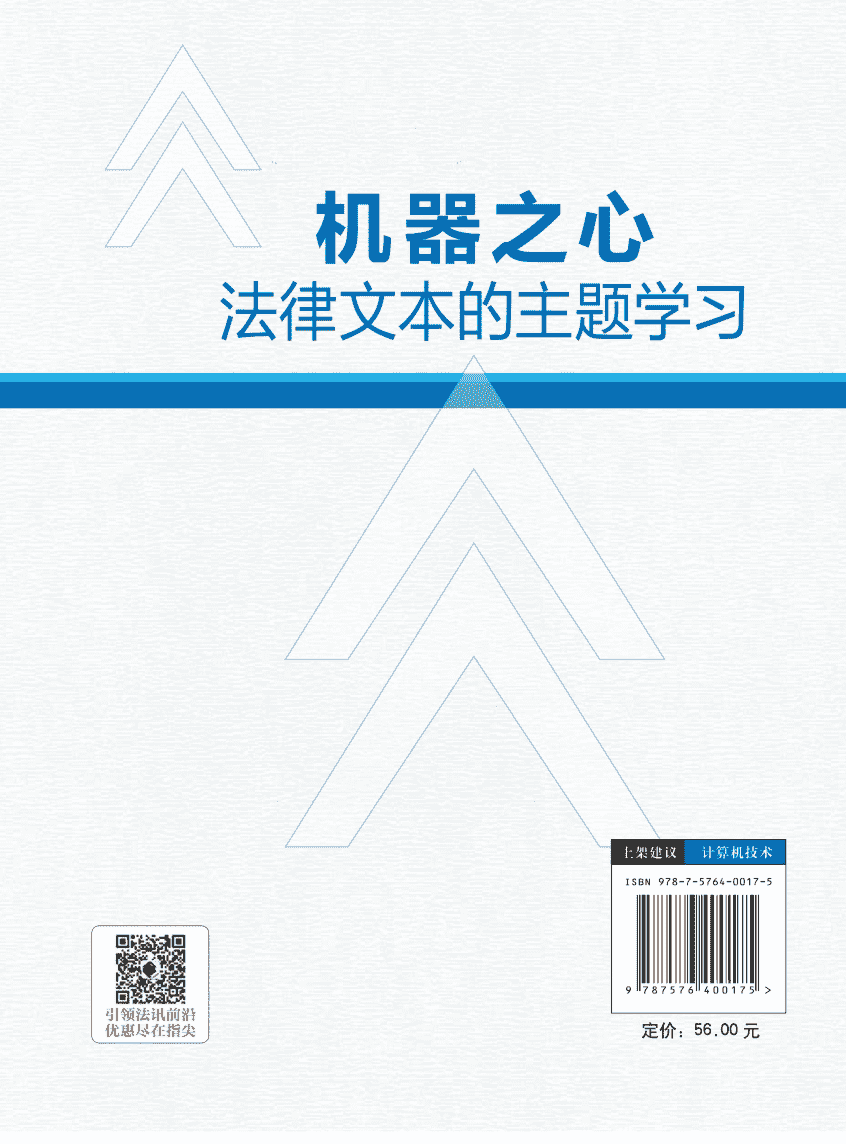 机器之心
法律文本的主题学习
上架建议 计算机技术
ISBN 978-7-5764-0017-5
9 787576 400175 >
定价：56.00 元
引领法讯前沿
优惠尽在指尖